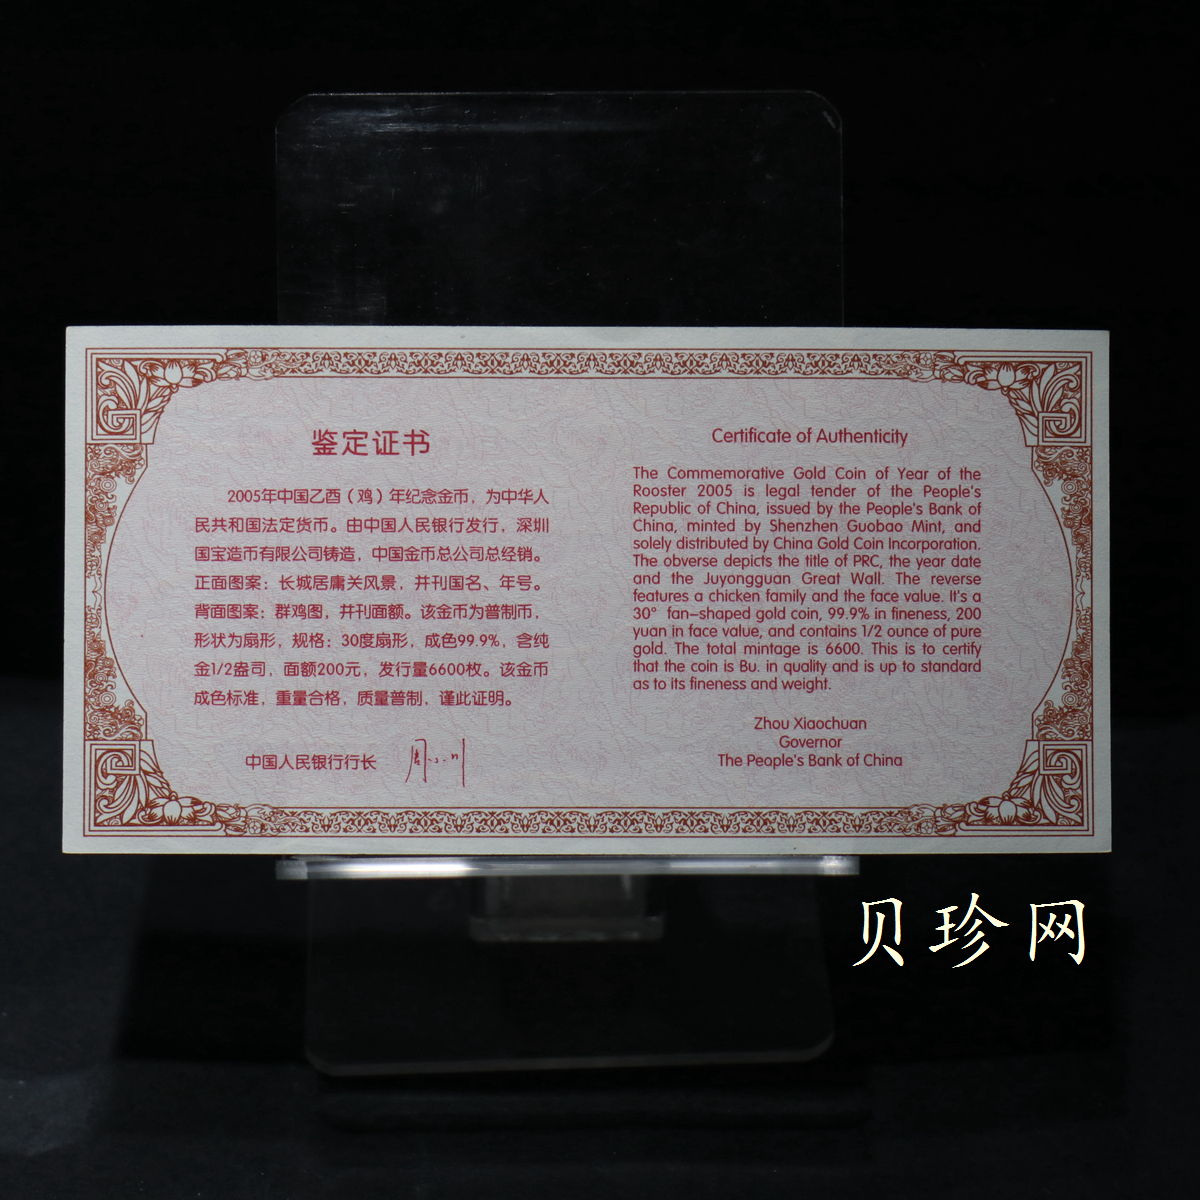 鉴定证书
2005年中国乙酉（鸡）年纪念金币，为中华人
民共和国法定货币。由中国人民银行发行，深圳
国宝造币有限公司铸造，中国金币总公司总经销。
正面图案：长城居庸关风景，并刊国名、年号。
背面图案：群鸡图，并刊面额。该金币为普制币，
形状为扇形，规格：30度扇形，成色99.9%，含纯
金1/2盎司，面额200元，发行量6600枚。该金币
成色标准，重量合格，质量普制，谨此证明。
中国人民银行行长 周小川
Certificate of Authenticity
The Commemorative Gold Coin of Year of the
Rooster 2005 is legal tender of the People's
Republic of China, issued by the People's Bank of
China, minted by Shenzhen Guobao Mint, and
solely distributed by China Gold Coin Incorporation.
The obverse depicts the title of PRC, the year date
and the Juyongguan Great Wall. The reverse
features a chicken family and the face value. It's a
30° fan-shaped gold coin, 99.9% in fineness, 200
yuan in face value, and contains 1/2 ounce of pure
gold. The total mintage is 6600. This is to certify
that the coin is Bu. in quality and is up to standard
as to its fineness and weight.
Zhou Xiaochuan
Governor
The People's Bank of China
贝珍网